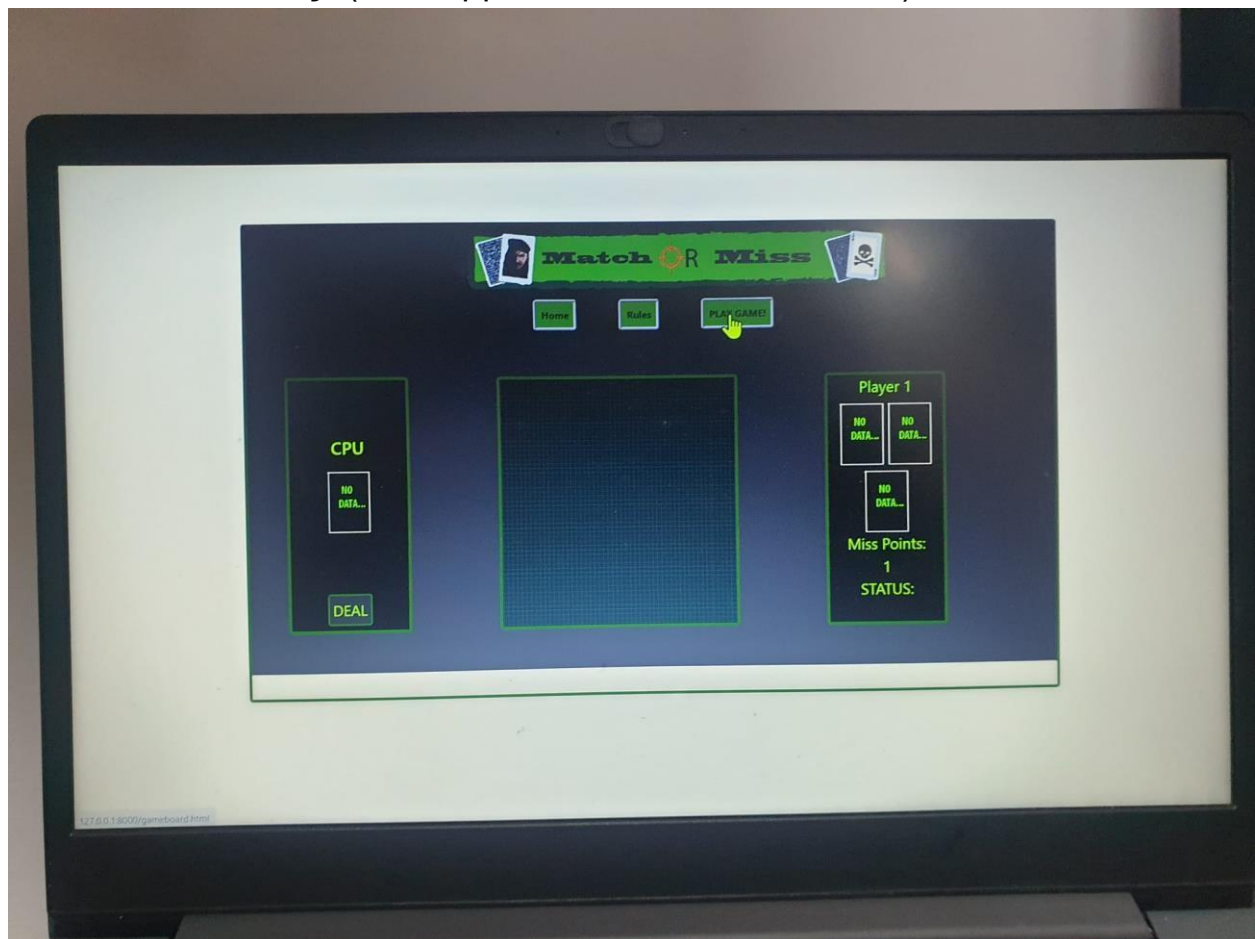 Match OR Miss
Home
Rules
PLAY GAME!
CPU
NO
DATA...
DEAL
Player 1
NO
DATA...
NO
DATA...
NO
DATA...
Miss Points:
1
STATUS:
127.0.0.1:8000/gameboard.html